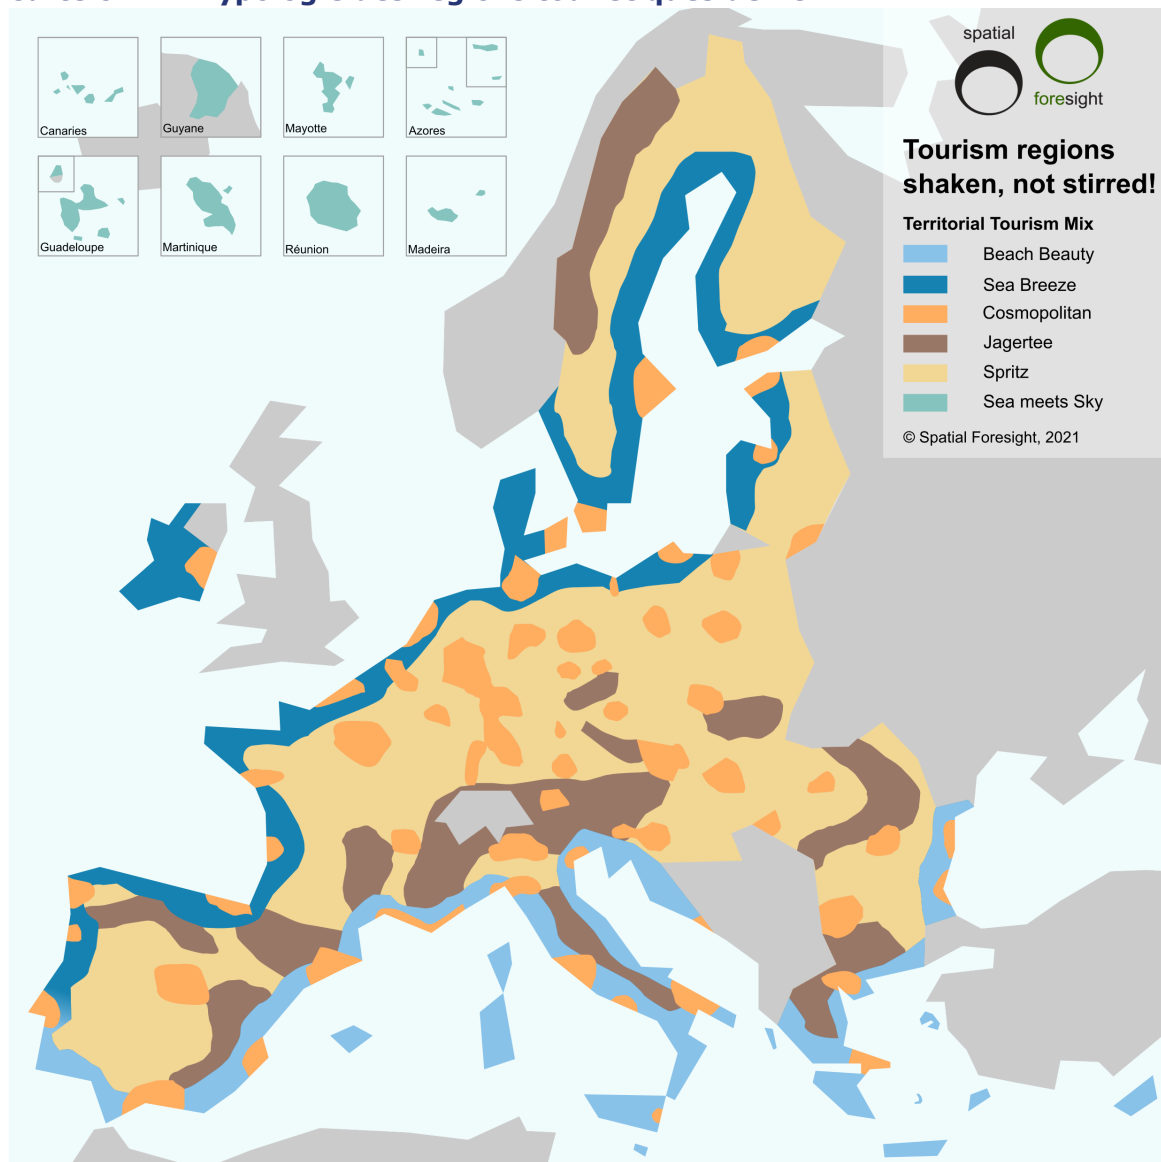 Canaries
Guyane
Mayotte
Azores
Guadeloupe
Martinique
Réunion
Madeira
spatial
foresight
Tourism regions
shaken, not stirred!
Territorial Tourism Mix
Beach Beauty
Sea Breeze
Cosmopolitan
Jagertee
Spritz
Sea meets Sky
© Spatial Foresight, 2021